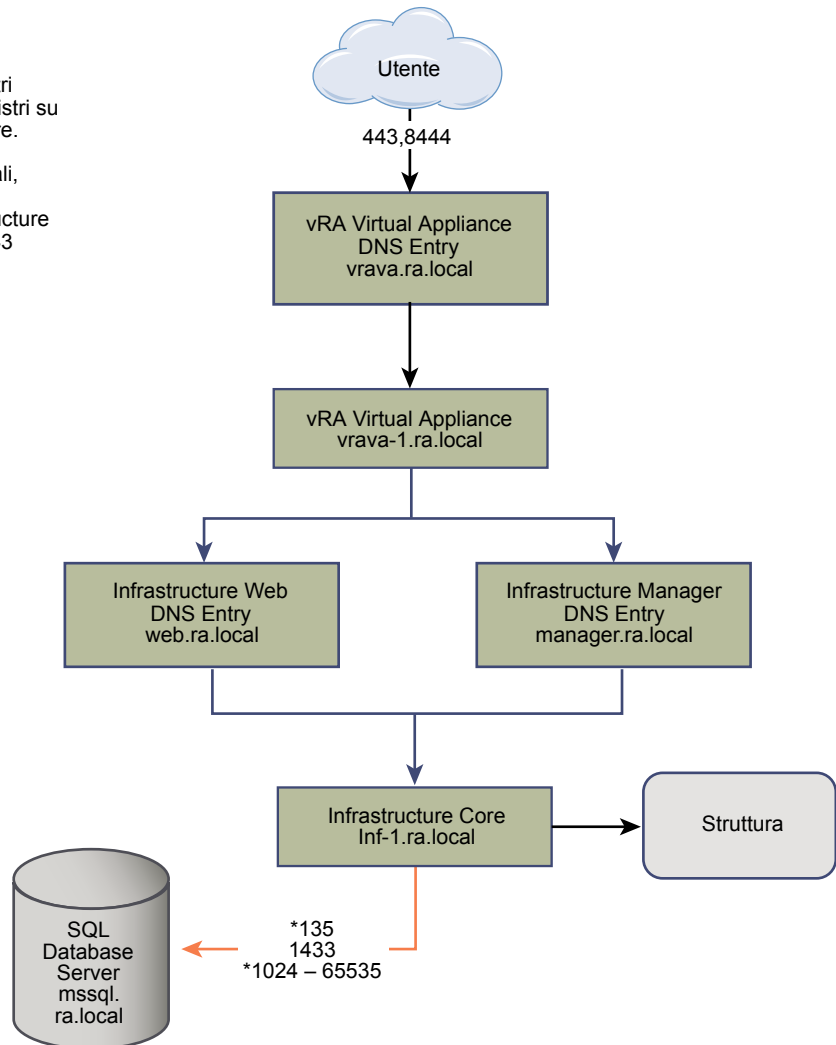 Utente
443,8444
vRA Virtual Appliance
DNS Entry
vrava.ra.local
vRA Virtual Appliance
vrava-1.ra.local
Infrastructure Web
DNS Entry
web.ra.local
Infrastructure Manager
DNS Entry
manager.ra.local
Infrastructure Core
Inf-1.ra.local
Struttura
SQL
Database
Server
mssql.
ra.local
*135
1433
*1024 – 65535
su